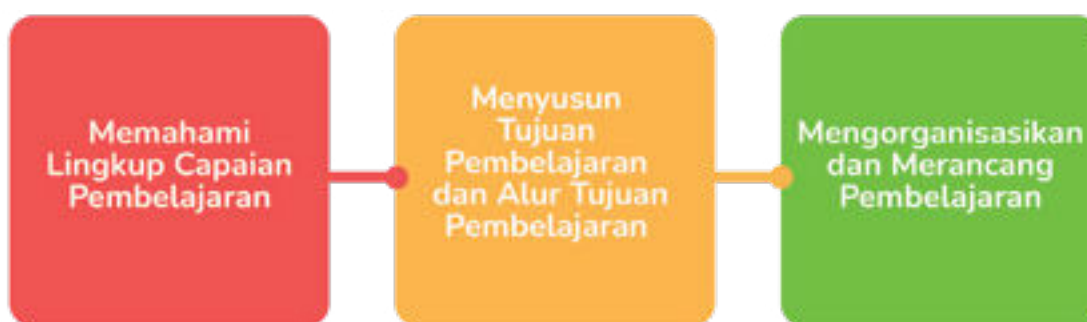 Memahami
Lingkup Capaian
Pembelajaran
Menyusun
Tujuan
Pembelajaran
dan Alur Tujuan
Pembelajaran
Mengorganisasikan
dan Merancang
Pembelajaran